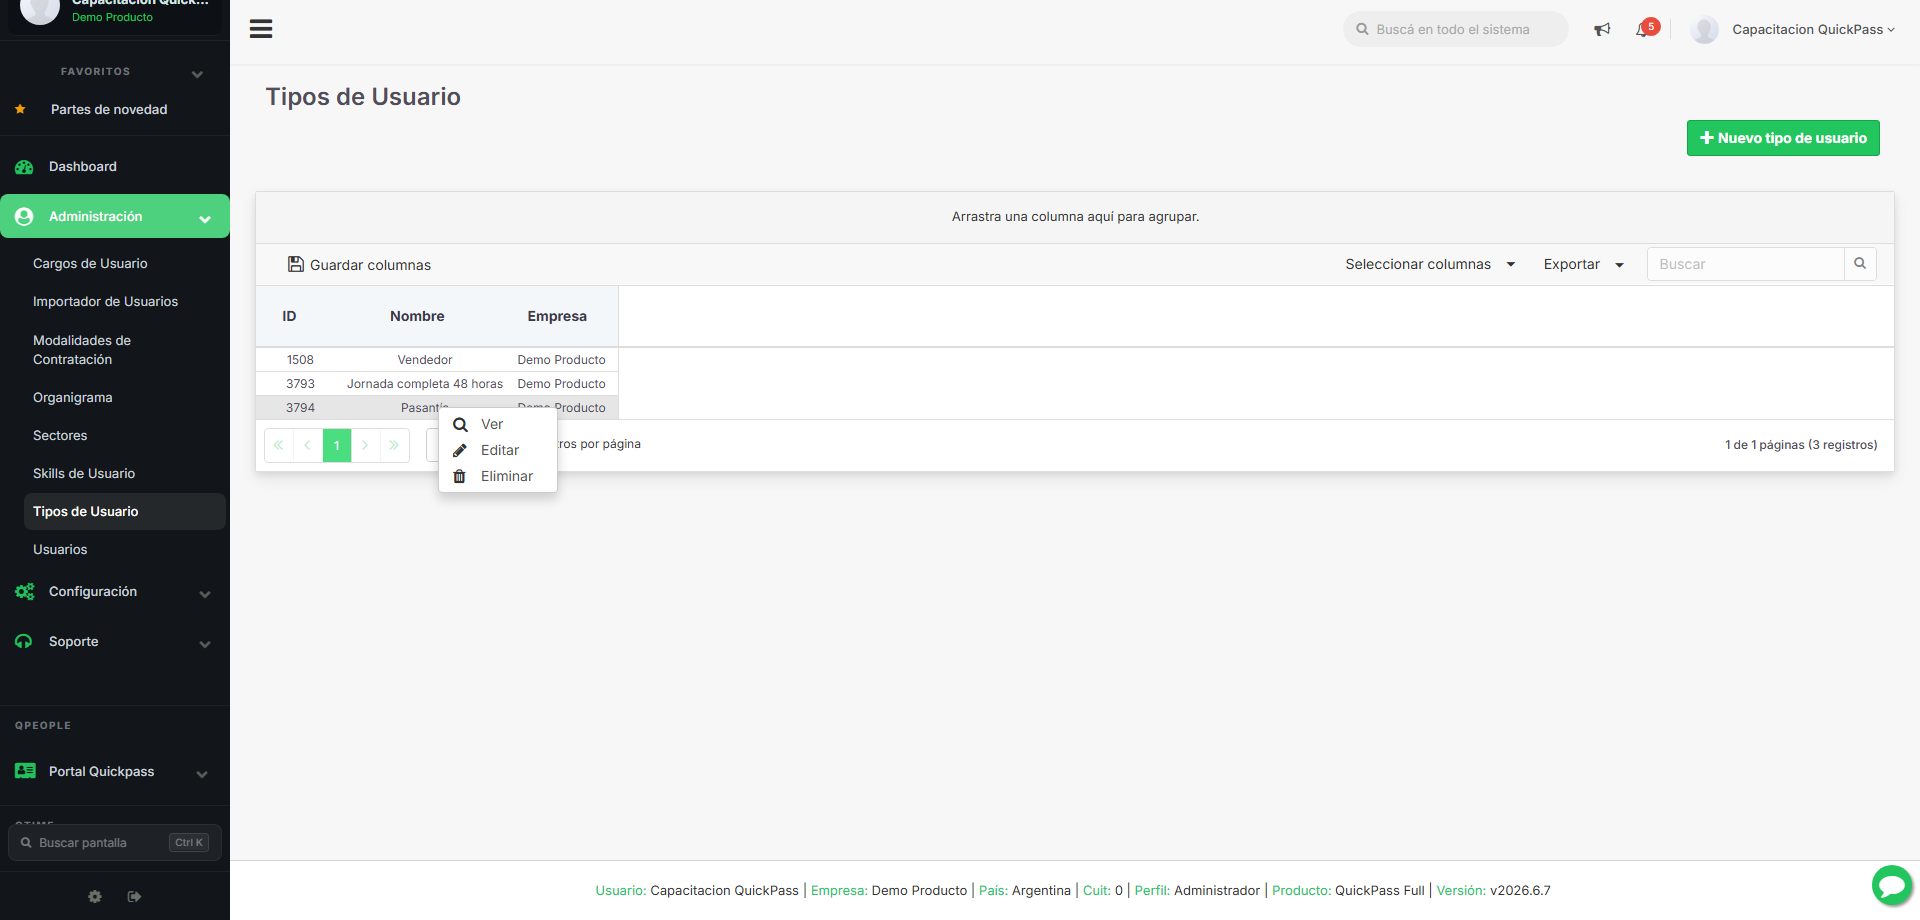 Capacitacion Quick...
Demo Producto
FAVORITOS
Partes de novedad
Dashboard
Administración
Cargos de Usuario
Importador de Usuarios
Modalidades de
Contratación
Organigrama
Sectores
Skills de Usuario
Tipos de Usuario
Usuarios
Configuración
Soporte
QPEOPLE
Portal Quickpass
QTIME
Buscar pantalla
Ctrl K
Buscá en todo el sistema
5
Capacitacion QuickPass
Tipos de Usuario
Nuevo tipo de usuario
Arrastra una columna aquí para agrupar.
Guardar columnas
Seleccionar columnas
Exportar
Buscar
ID Nombre Empresa
1508 Vendedor Demo Producto
3793 Jornada completa 48 horas Demo Producto
3794 Pasantía Demo Producto
Ver
Editar
Eliminar
« ‹ 1 › »
tros por página
1 de 1 páginas (3 registros)
Usuario: Capacitacion QuickPass | Empresa: Demo Producto | País: Argentina | Cuit: 0 | Perfil: Administrador | Producto: QuickPass Full | Versión: v2026.6.7